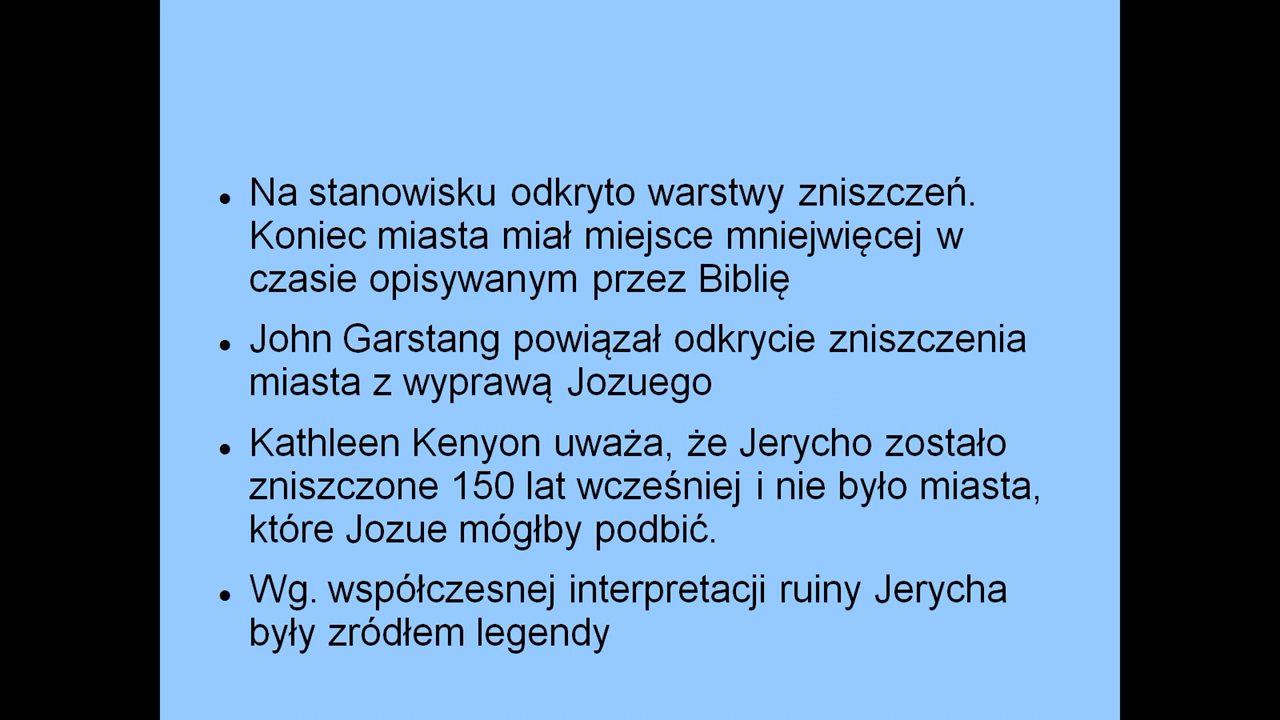 • Na stanowisku odkryto warstwy zniszczeń.
Koniec miasta miał miejsce mniejwięcej w
czasie opisywanym przez Biblię
• John Garstang powiązał odkrycie zniszczenia
miasta z wyprawą Jozuego
• Kathleen Kenyon uważa, że Jerycho zostało
zniszczone 150 lat wcześniej i nie było miasta,
które Jozue mógłby podbić.
• Wg. współczesnej interpretacji ruiny Jerycha
były zródłem legendy